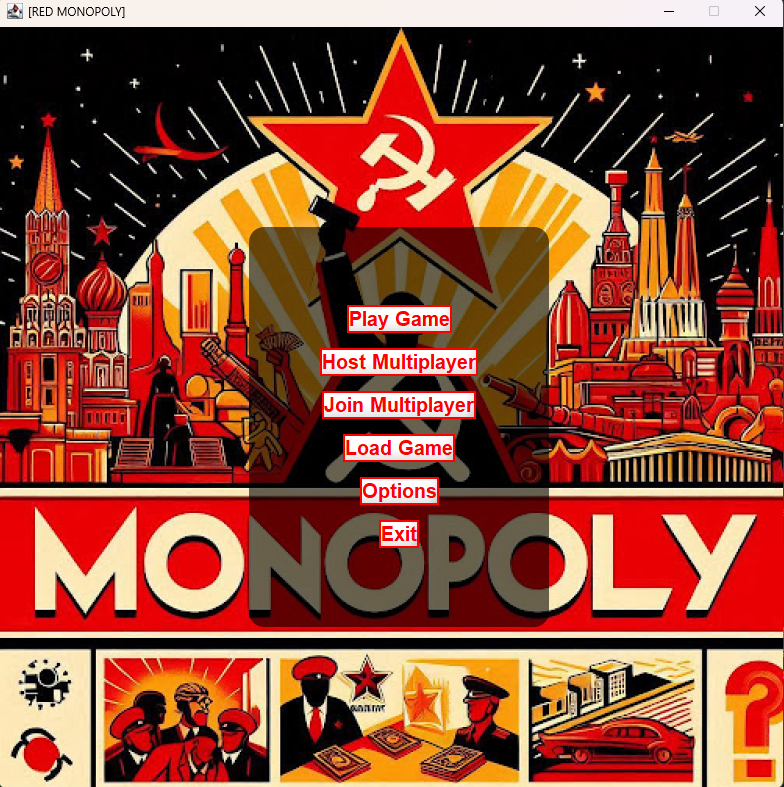 [RED MONOPOLY]
Play Game
Host Multiplayer
Join Multiplayer
Load Game
Options
Exit
MONOPOLY
?